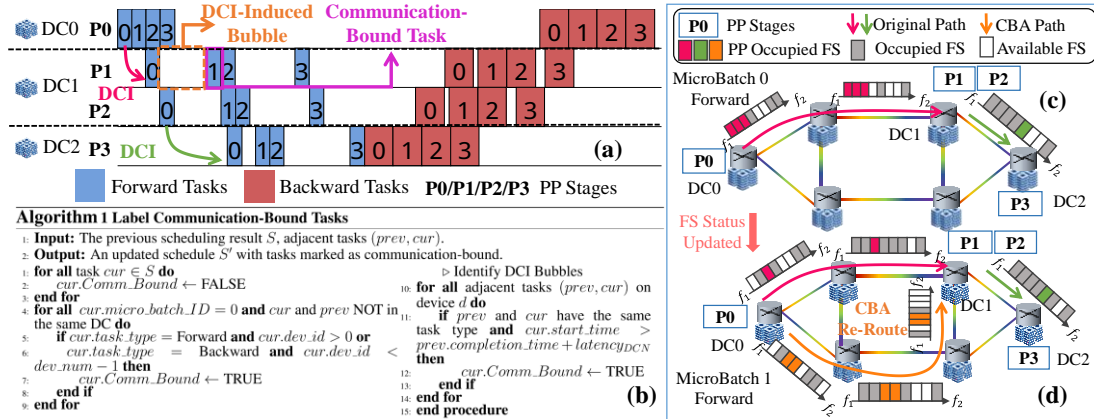 DC0 P0 0 1 2 3 DCI-Induced Bubble Communication-Bound Task 0 1 2 3 (a)
DC1 P1 DCI 0 1 2 3 0 1 2 3
P2 0 1 2 3 0 1 2 3
DC2 P3 DCI 0 1 2 3 0 1 2 3
Forward Tasks Backward Tasks P0/P1/P2/P3 PP Stages
Algorithm 1 Label Communication-Bound Tasks
1: Input: The previous scheduling result S, adjacent tasks (prev, cur).
2: Output: An updated schedule S′ with tasks marked as communication-bound.
1: for all task cur ∈ S do
2: cur.Comm_Bound ← FALSE
3: end for
4: for all cur.micro_batch_ID = 0 and cur and prev NOT in
the same DC do
5: if cur.task_type = Forward and cur.dev_id > 0 or
6: cur.task_type = Backward and cur.dev_id <
dev_num − 1 then
7: cur.Comm_Bound ← TRUE
8: end if
9: end for
▷ Identify DCI Bubbles
10: for all adjacent tasks (prev, cur) on
device d do
11: if prev and cur have the same
task type and cur.start_time >
prev.completion_time + latency_DCN
then
12: cur.Comm_Bound ← TRUE
13: end if
14: end for
15: end procedure
(b)
P0 PP Stages Original Path CBA Path
PP Occupied FS Occupied FS Available FS
MicroBatch 0
Forward
f1 f2 f1 f2 f1 f2
P1 P2
(c)
DC1
P0
DC0
P3
DC2
FS Status
Updated
f1 f2 f1 f2 f1 f2
P1 P2
DC1
P0
DC0
CBA
Re-Route
f1 f2
P3
DC2
MicroBatch 1
Forward
f1 f2 f1 f2
(d)